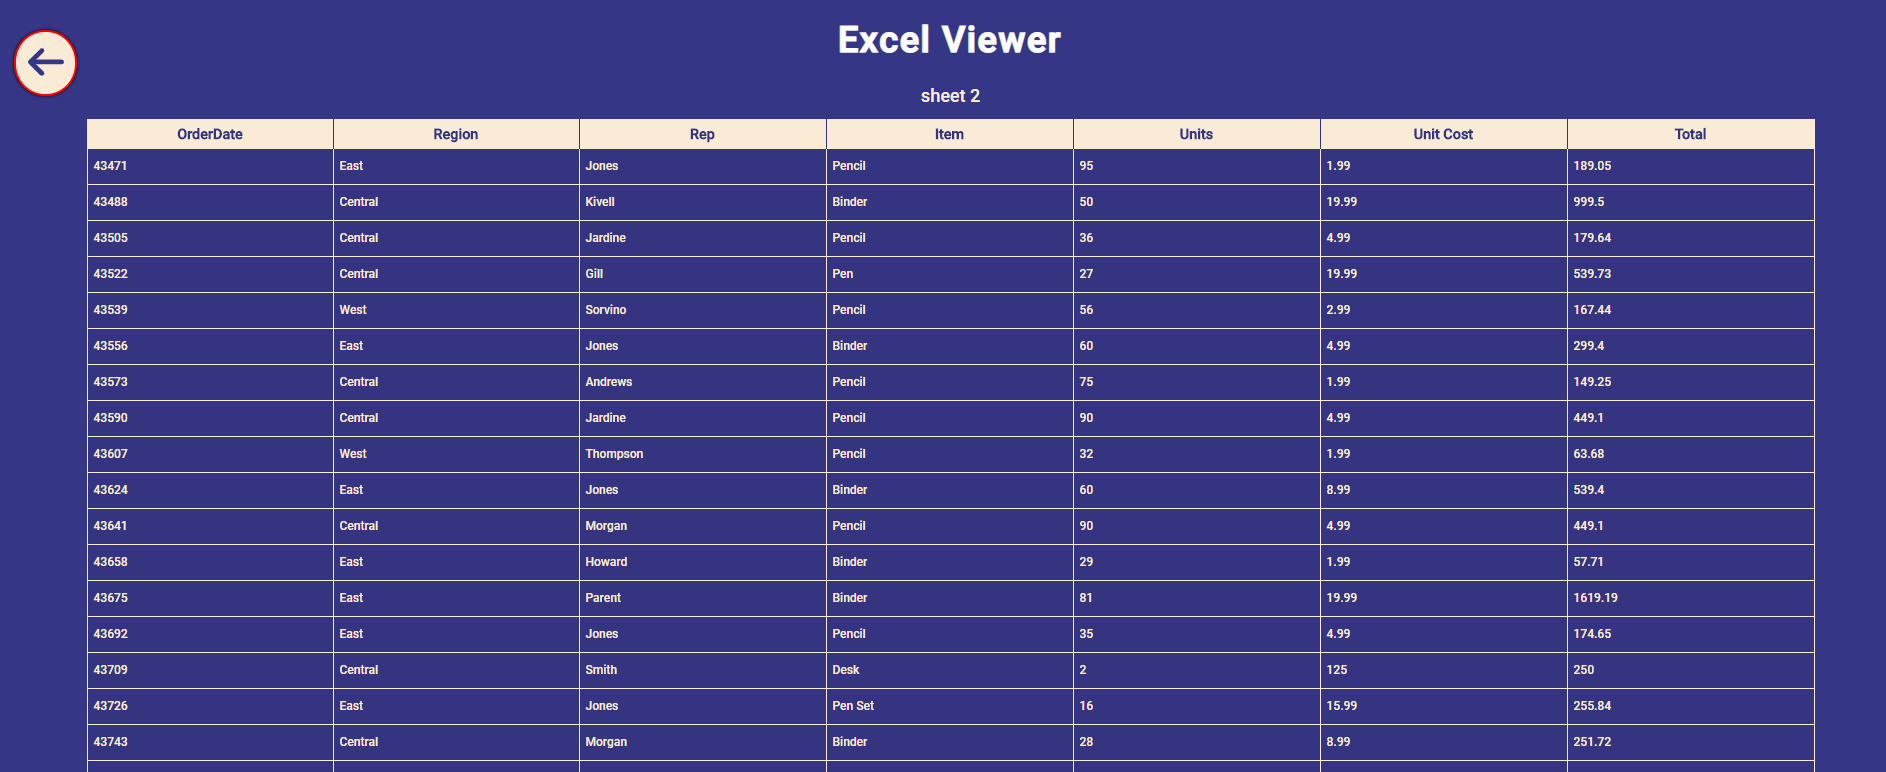 Excel Viewer
sheet 2
OrderDate Region Rep Item Units Unit Cost Total
43471 East Jones Pencil 95 1.99 189.05
43488 Central Kivell Binder 50 19.99 999.5
43505 Central Jardine Pencil 36 4.99 179.64
43522 Central Gill Pen 27 19.99 539.73
43539 West Sorvino Pencil 56 2.99 167.44
43556 East Jones Binder 60 4.99 299.4
43573 Central Andrews Pencil 75 1.99 149.25
43590 Central Jardine Pencil 90 4.99 449.1
43607 West Thompson Pencil 32 1.99 63.68
43624 East Jones Binder 60 8.99 539.4
43641 Central Morgan Pencil 90 4.99 449.1
43658 East Howard Binder 29 1.99 57.71
43675 East Parent Binder 81 19.99 1619.19
43692 East Jones Pencil 35 4.99 174.65
43709 Central Smith Desk 2 125 250
43726 East Jones Pen Set 16 15.99 255.84
43743 Central Morgan Binder 28 8.99 251.72